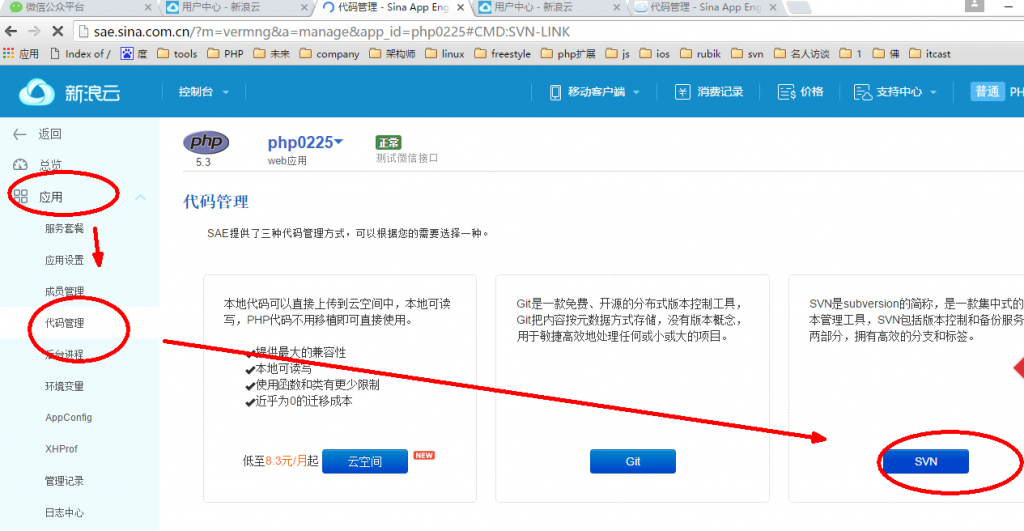 微信公众平台
用户中心 - 新浪云
代码管理 - Sina App Eng
用户中心 - 新浪云
代码管理 - Sina App Eng
sae.sina.com.cn/?m=vermng&a=manage&app_id=php0225#CMD:SVN-LINK
应用 Index of / 度 tools PHP 未来 company 架构师 linux freestyle php扩展 js ios rubik svn 名人访谈 1 佛 itcast
新浪云 控制台 移动客户端 消费记录 价格 支持中心 普通 PH
返回
总览
应用
服务套餐
应用设置
成员管理
代码管理
后台进程
环境变量
AppConfig
XHProf
管理记录
日志中心
php
5.3
php0225
web应用
正常
测试微信接口
代码管理
SAE提供了三种代码管理方式，可以根据您的需要选择一种。
本地代码可以直接上传到云空间中，本地可读
写，PHP代码不用移植即可直接使用。
提供最大的兼容性
本地可读写
使用函数和类有更少限制
近乎为0的迁移成本
低至8.3元/月起 云空间 NEW
Git是一款免费、开源的分布式版本控制工具，
Git把内容按元数据方式存储，没有版本概念，
用于敏捷高效地处理任何或小或大的项目。
Git
SVN是subversion的简称，是一款集中式的
本管理工具，SVN包括版本控制和备份服务
两部分，拥有高效的分支和标签。
SVN